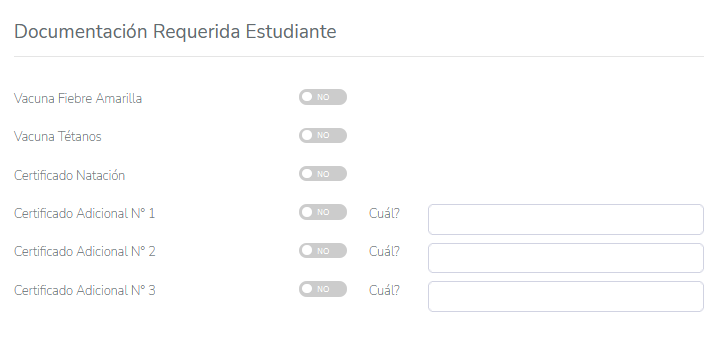 Documentación Requerida Estudiante
Vacuna Fiebre Amarilla NO
Vacuna Tétanos NO
Certificado Natación NO
Certificado Adicional N° 1 NO Cuál?
Certificado Adicional N° 2 NO Cuál?
Certificado Adicional N° 3 NO Cuál?